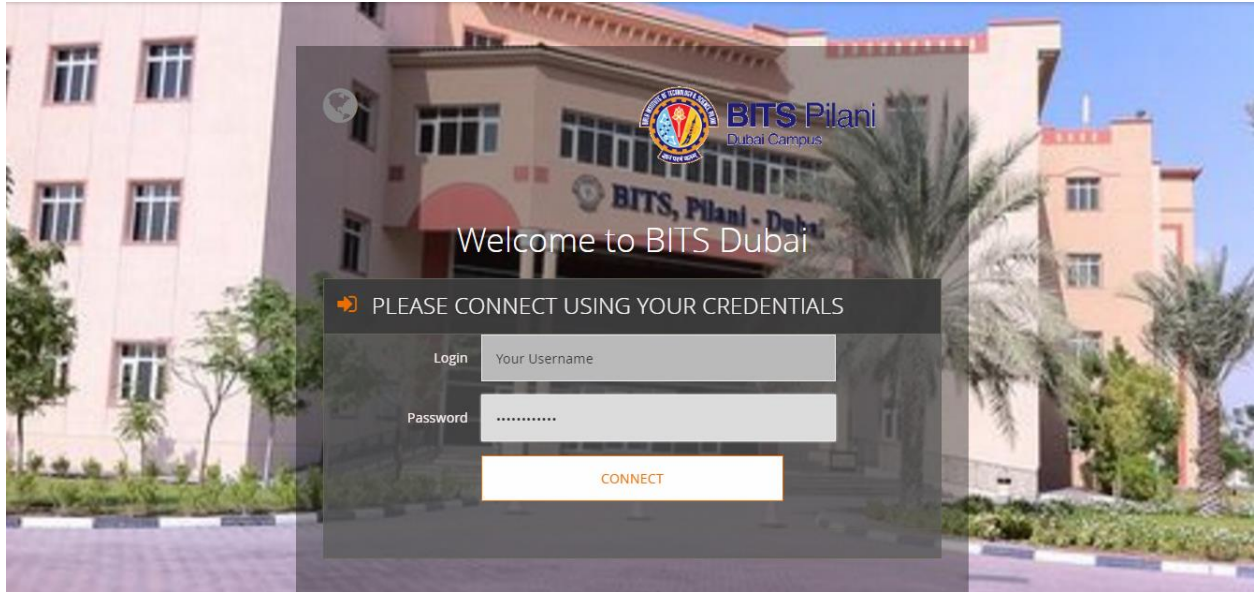 BITS Pilani
Dubai Campus
BITS, Pilani - Dubai
Welcome to BITS Dubai
PLEASE CONNECT USING YOUR CREDENTIALS
Login
Your Username
Password
............
CONNECT